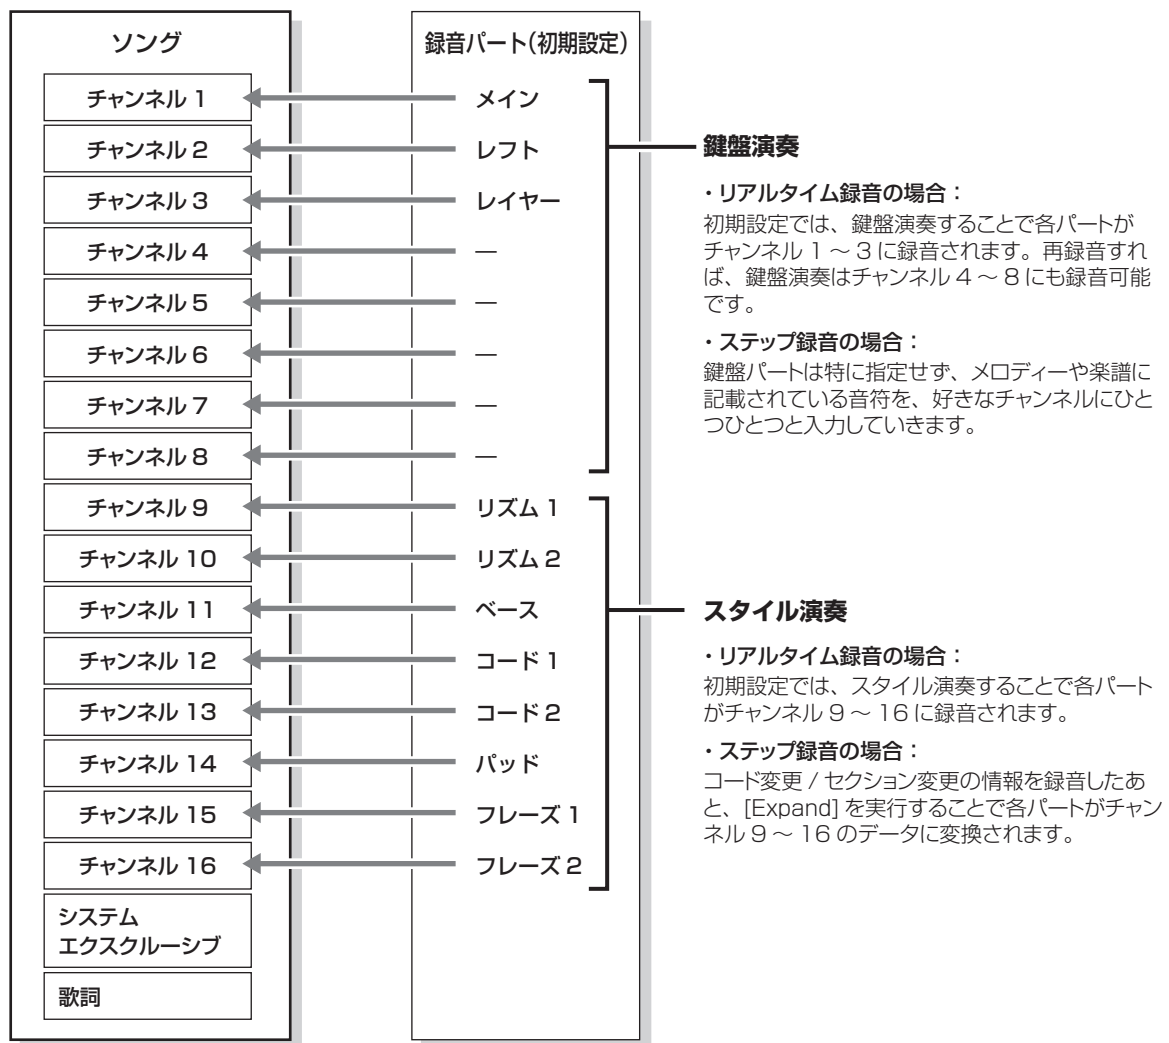 ソング
録音パート(初期設定)
チャンネル 1
メイン
チャンネル 2
レフト
チャンネル 3
レイヤー
チャンネル 4
—
チャンネル 5
—
チャンネル 6
—
チャンネル 7
—
チャンネル 8
—
チャンネル 9
リズム 1
チャンネル 10
リズム 2
チャンネル 11
ベース
チャンネル 12
コード 1
チャンネル 13
コード 2
チャンネル 14
パッド
チャンネル 15
フレーズ 1
チャンネル 16
フレーズ 2
システム
エクスクルーシブ
歌詞
鍵盤演奏
・リアルタイム録音の場合：
初期設定では、鍵盤演奏することで各パートが
チャンネル 1 ～ 3 に録音されます。再録音すれ
ば、鍵盤演奏はチャンネル 4 ～ 8 にも録音可能
です。
・ステップ録音の場合：
鍵盤パートは特に指定せず、メロディーや楽譜に
記載されている音符を、好きなチャンネルにひと
つひとつと入力していきます。
スタイル演奏
・リアルタイム録音の場合：
初期設定では、スタイル演奏することで各パート
がチャンネル 9 ～ 16 に録音されます。
・ステップ録音の場合：
コード変更 / セクション変更の情報を録音したあ
と、[Expand] を実行することで各パートがチャン
ネル 9 ～ 16 のデータに変換されます。